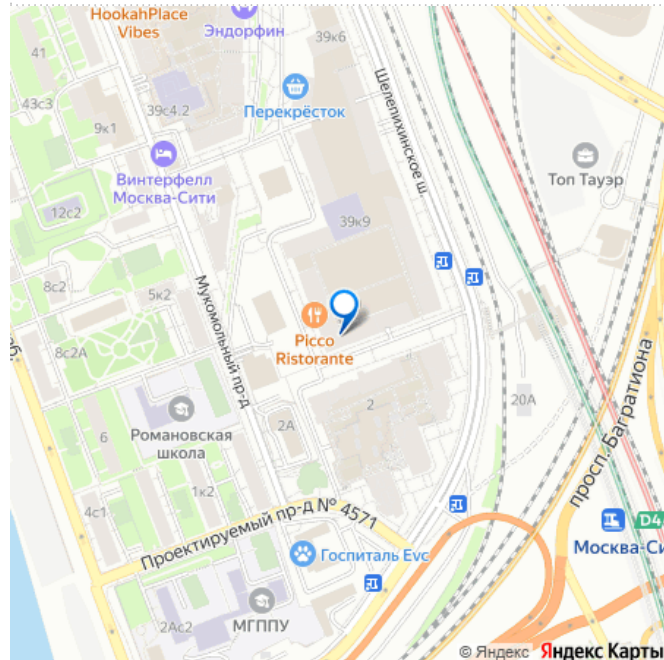 HookahPlace
Vibes
Эндорфин
39к6
41
43с3
9к1
39с4.2
Перекрёсток
Шелепихинское ш.
Винтерфелл
Москва-Сити
Топ Тауэр
12с2
39к9
8с2
5к2
Мукомольный пр-д
8с2А
Picco
Ristorante
2
20А
просп. Багратиона
Романовская
школа
2А
6
1к2
4с1
Проектируемый пр-д № 4571
D4
Москва-Си
Госпиталь Evc
МГППУ
2Ас2
© Яндекс Яндекс Карты